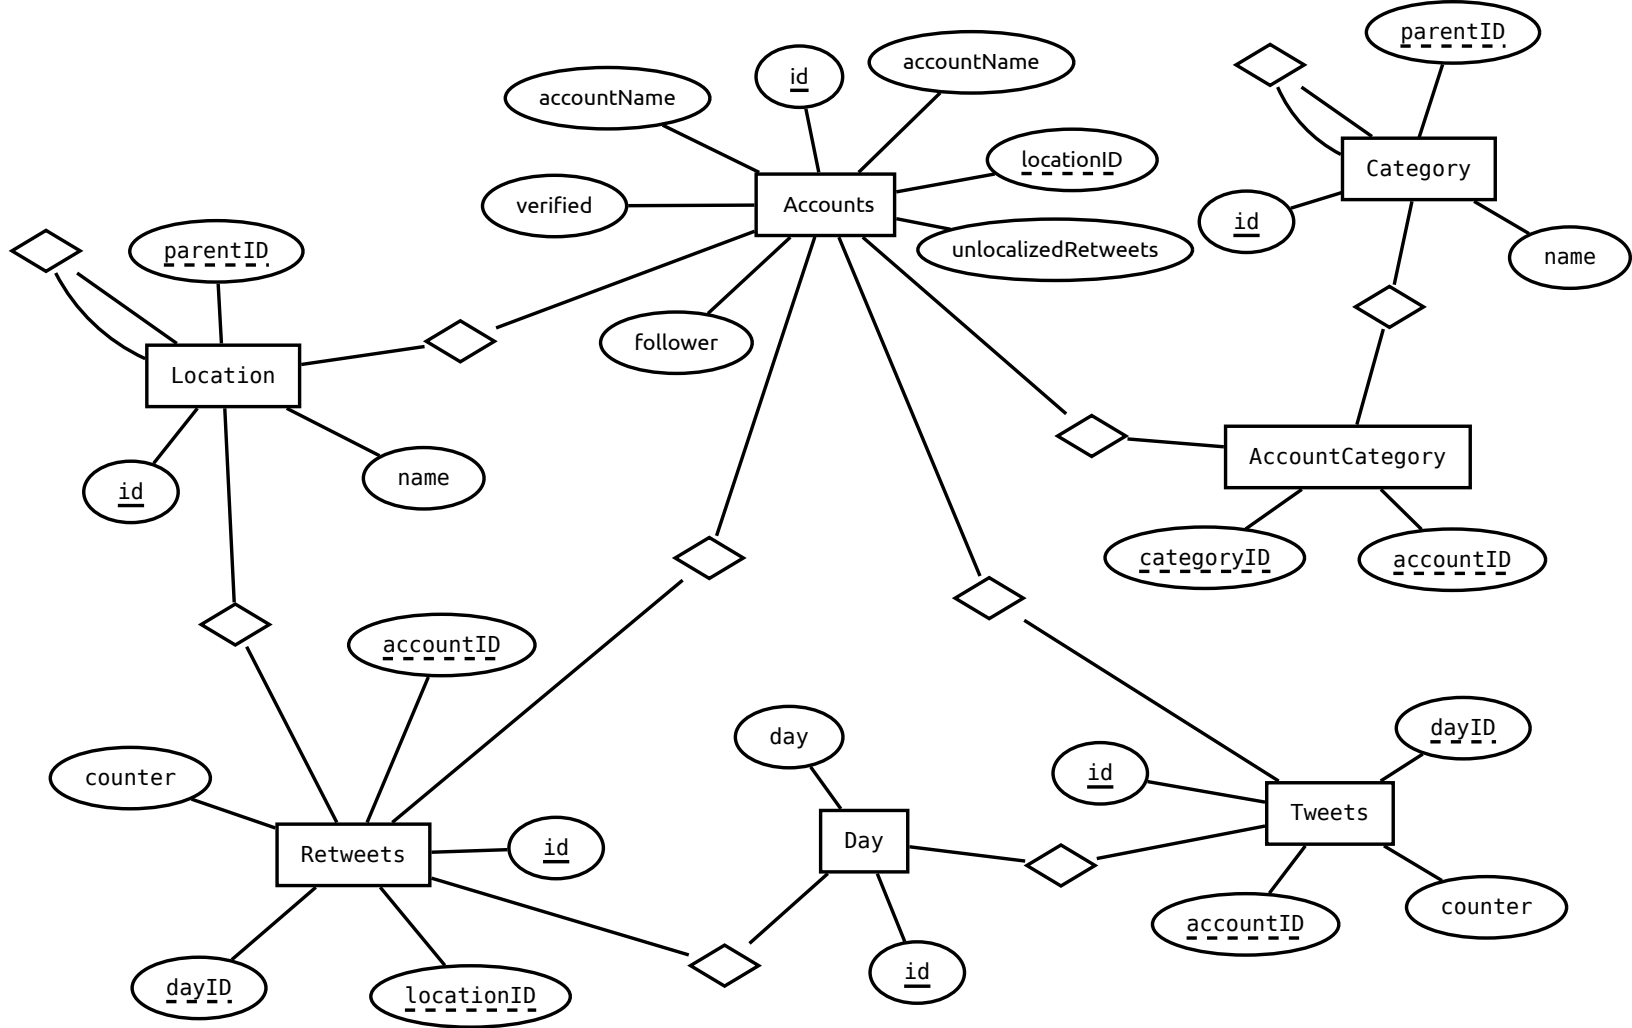 parentID
accountName
id
accountName
locationID
Category
Accounts
verified
id
parentID
unlocalizedRetweets
name
follower
Location
AccountCategory
name
id
categoryID
accountID
accountID
dayID
day
id
counter
Tweets
Day
id
Retweets
counter
accountID
id
dayID
locationID